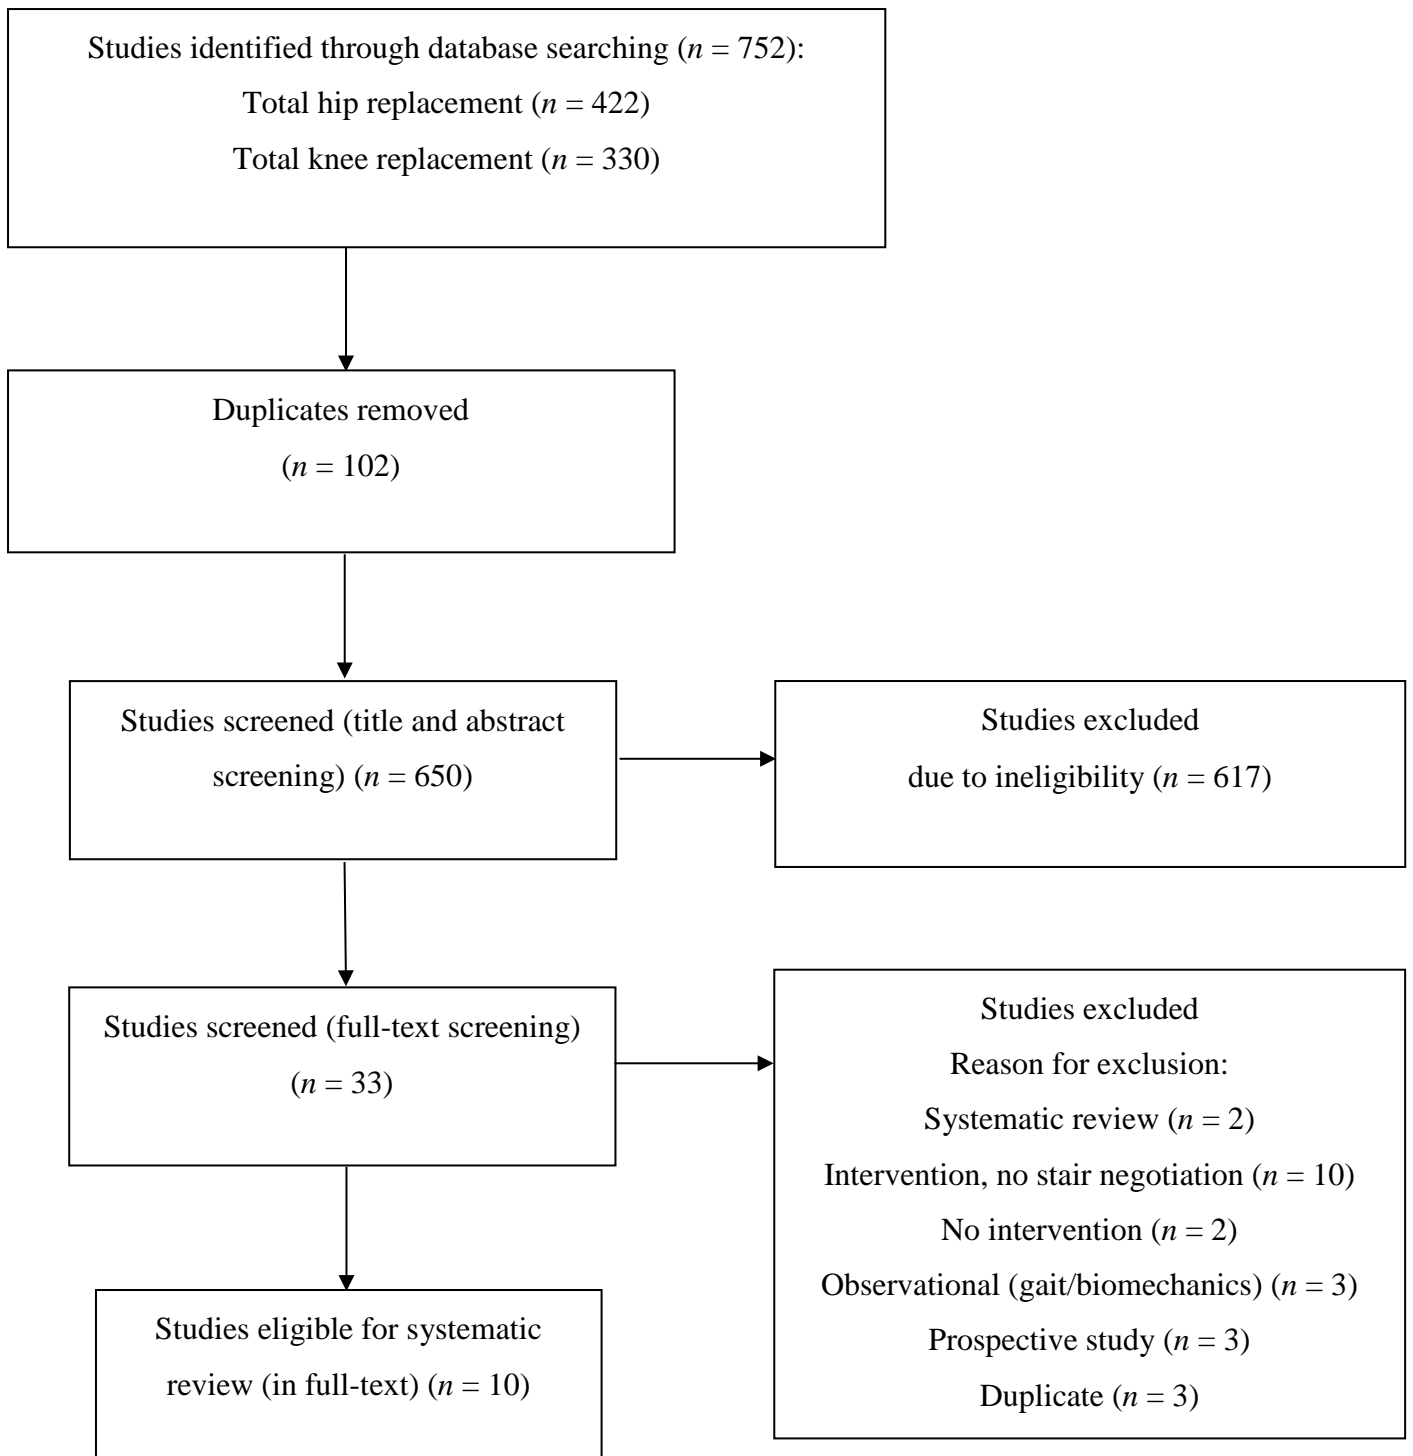 Studies identified through database searching (n = 752):
Total hip replacement (n = 422)
Total knee replacement (n = 330)
Duplicates removed
(n = 102)
Studies screened (title and abstract
screening) (n = 650)
Studies excluded
due to ineligibility (n = 617)
Studies screened (full-text screening)
(n = 33)
Studies excluded
Reason for exclusion:
Systematic review (n = 2)
Intervention, no stair negotiation (n = 10)
No intervention (n = 2)
Observational (gait/biomechanics) (n = 3)
Prospective study (n = 3)
Duplicate (n = 3)
Studies eligible for systematic
review (in full-text) (n = 10)